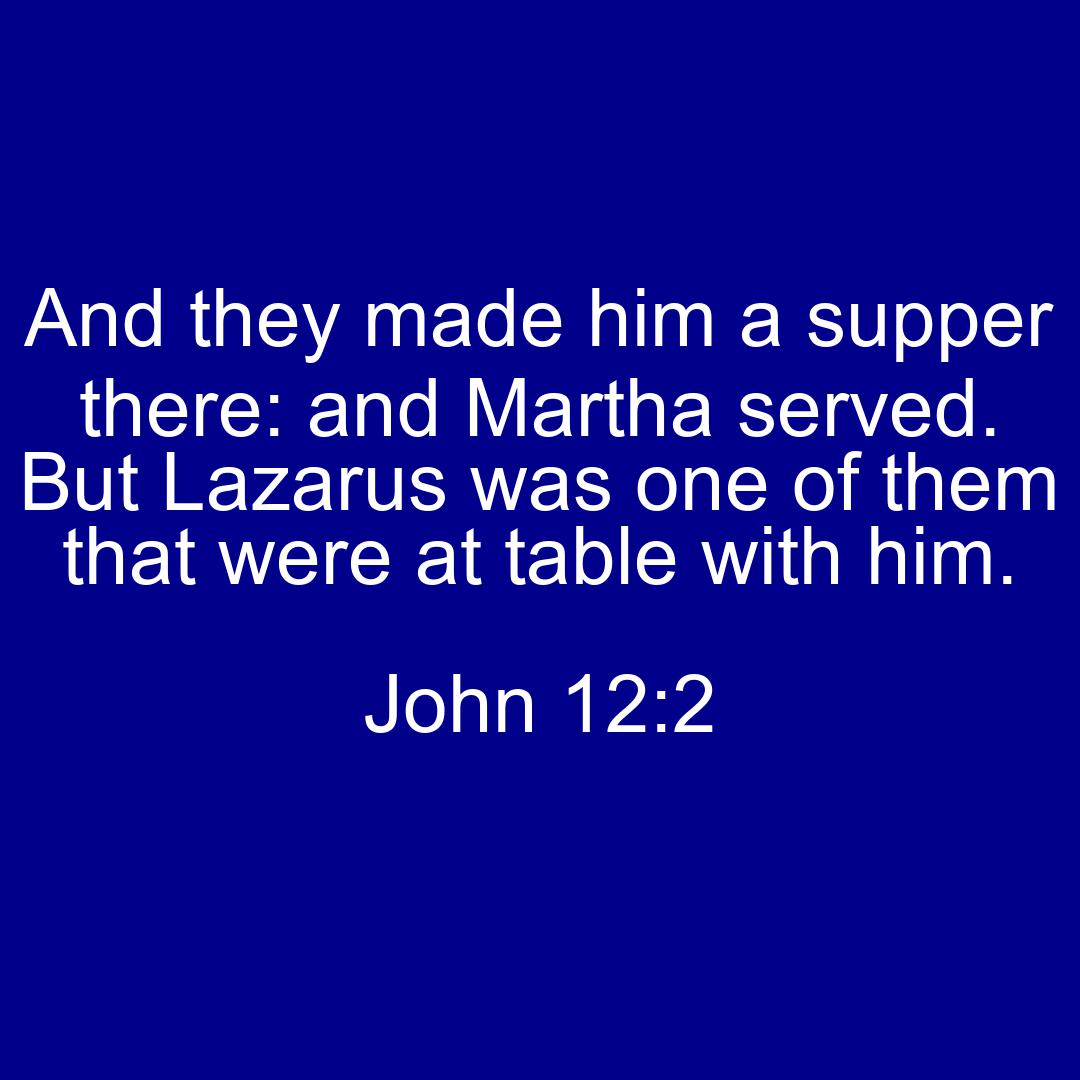 And they made him a supper
there: and Martha served.
But Lazarus was one of them
that were at table with him.
John 12:2